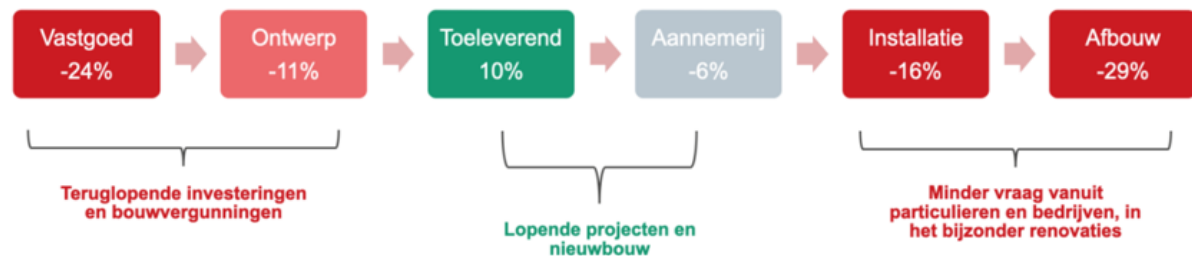 Vastgoed
-24%
Ontwerp
-11%
Toeleverend
10%
Aannemerij
-6%
Installatie
-16%
Afbouw
-29%
Teruglopende investeringen
en bouwvergunningen
Lopende projecten en
nieuwbouw
Minder vraag vanuit
particulieren en bedrijven, in
het bijzonder renovaties